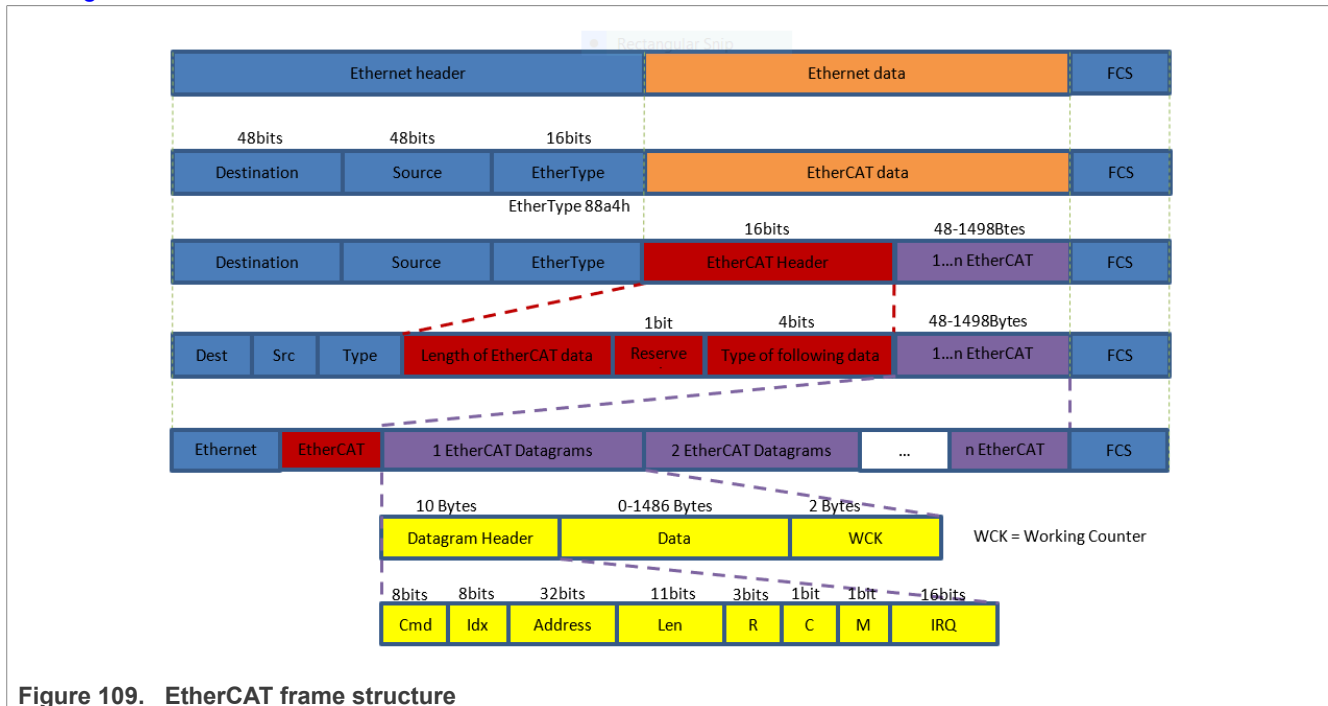 Rectangular Snip
Ethernet header Ethernet data FCS
48bits 48bits 16bits
Destination Source EtherType EtherCAT data FCS
EtherType 88a4h
16bits 48-1498Btes
Destination Source EtherType EtherCAT Header 1...n EtherCAT FCS
1bit 4bits 48-1498Bytes
Dest Src Type Length of EtherCAT data Reserve Type of following data 1...n EtherCAT FCS
Ethernet EtherCAT 1 EtherCAT Datagrams 2 EtherCAT Datagrams ... n EtherCAT FCS
10 Bytes 0-1486 Bytes 2 Bytes
Datagram Header Data WCK WCK = Working Counter
8bits 8bits 32bits 11bits 3bits 1bit 1bit 16bits
Cmd Idx Address Len R C M IRQ
Figure 109. EtherCAT frame structure